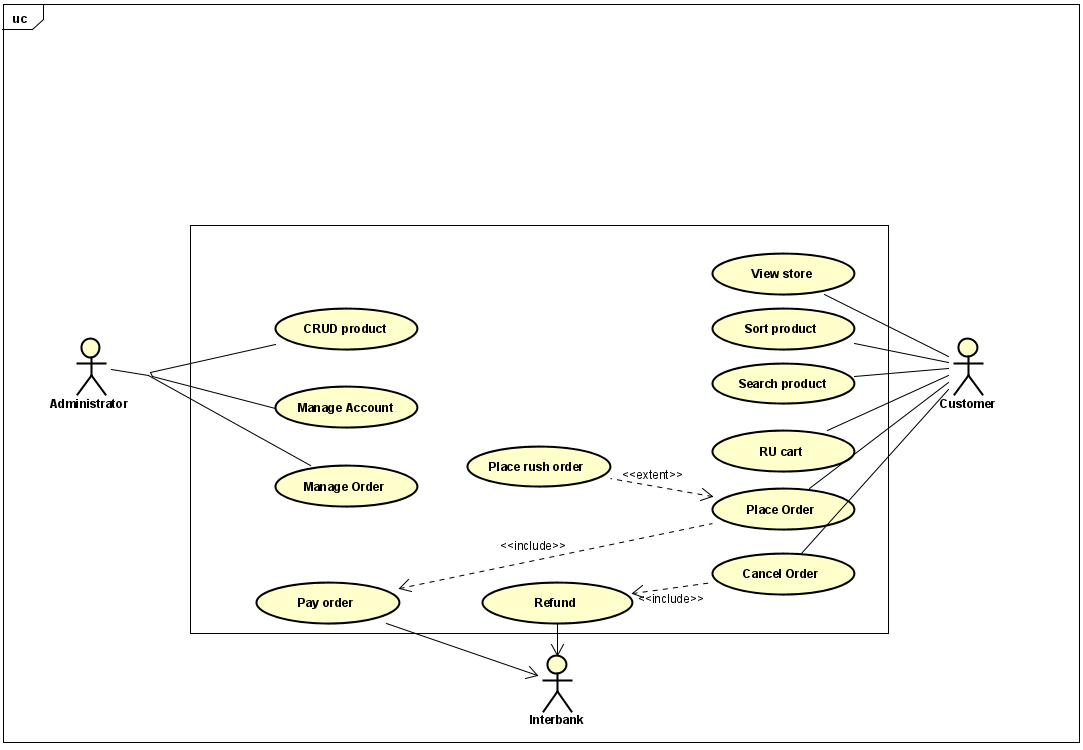 uc
View store
CRUD product
Sort product
Administrator
Search product
Customer
Manage Account
RU cart
Place rush order
<<extent>>
Manage Order
Place Order
<<include>>
Cancel Order
Pay order
Refund
<<include>>
Interbank